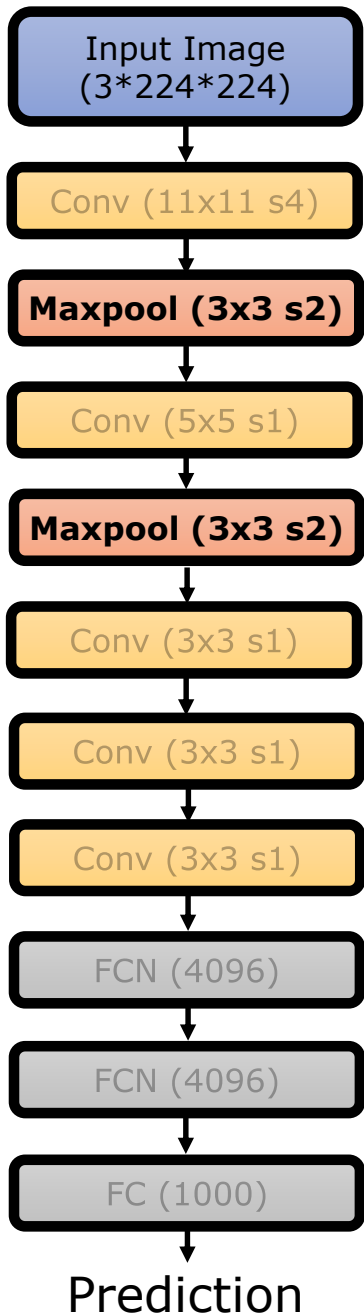 Input Image
(3*224*224)
Conv (11x11 s4)
Maxpool (3x3 s2)
Conv (5x5 s1)
Maxpool (3x3 s2)
Conv (3x3 s1)
Conv (3x3 s1)
Conv (3x3 s1)
FCN (4096)
FCN (4096)
FC (1000)
Prediction